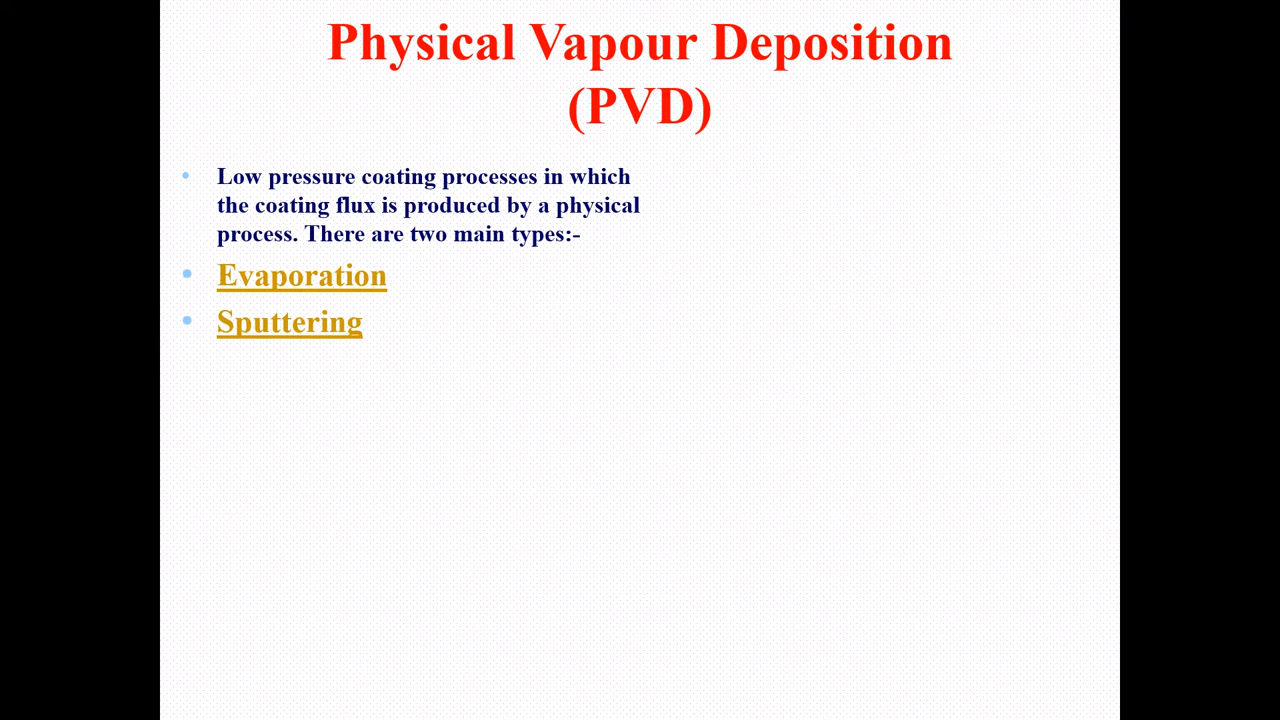 Physical Vapour Deposition
(PVD)
• Low pressure coating processes in which
the coating flux is produced by a physical
process. There are two main types:-
• Evaporation
• Sputtering